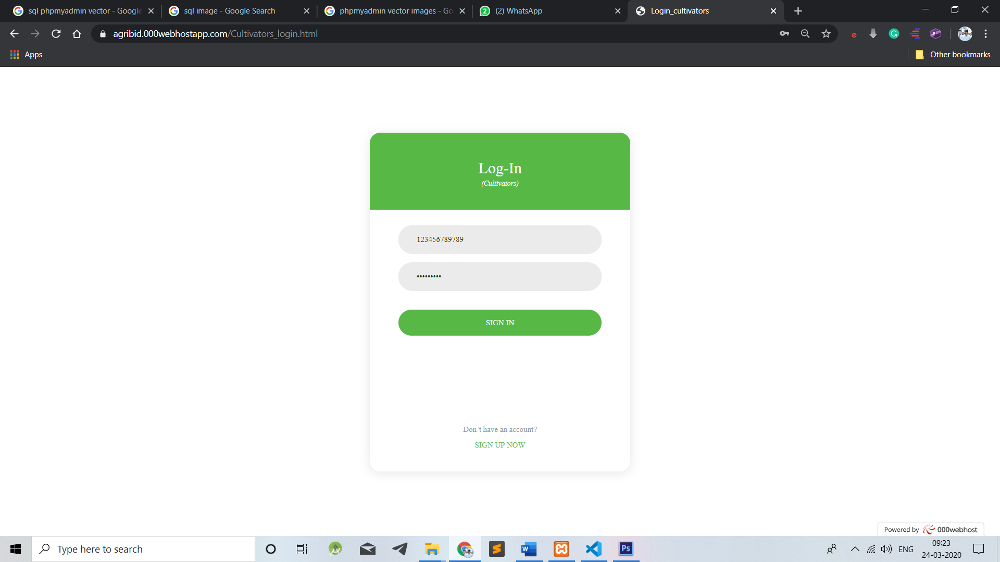 sql phpmyadmin vector - Google
sql image - Google Search
phpmyadmin vector images - Go
(2) WhatsApp
Login_cultivators
agribid.000webhostapp.com/Cultivators_login.html
Apps
Other bookmarks
Log-In
(Cultivators)
123456789789
•••••••••
SIGN IN
Don’t have an account?
SIGN UP NOW
Powered by 000webhost
Type here to search
ENG
09:23
24-03-2020